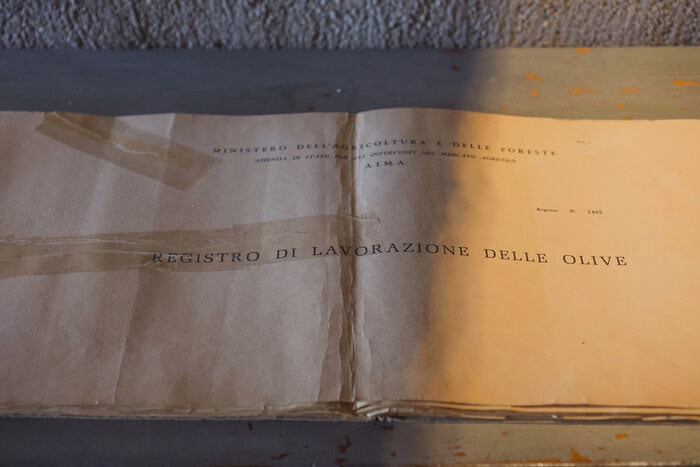 MINISTERO DELL'AGRICOLTURA E DELLE FORESTE
AZIENDA DI STATO PER GLI INTERVENTI NEL MERCATO AGRICOLO
A.I.M.A.
Registro N. 3465
REGISTRO DI LAVORAZIONE DELLE OLIVE